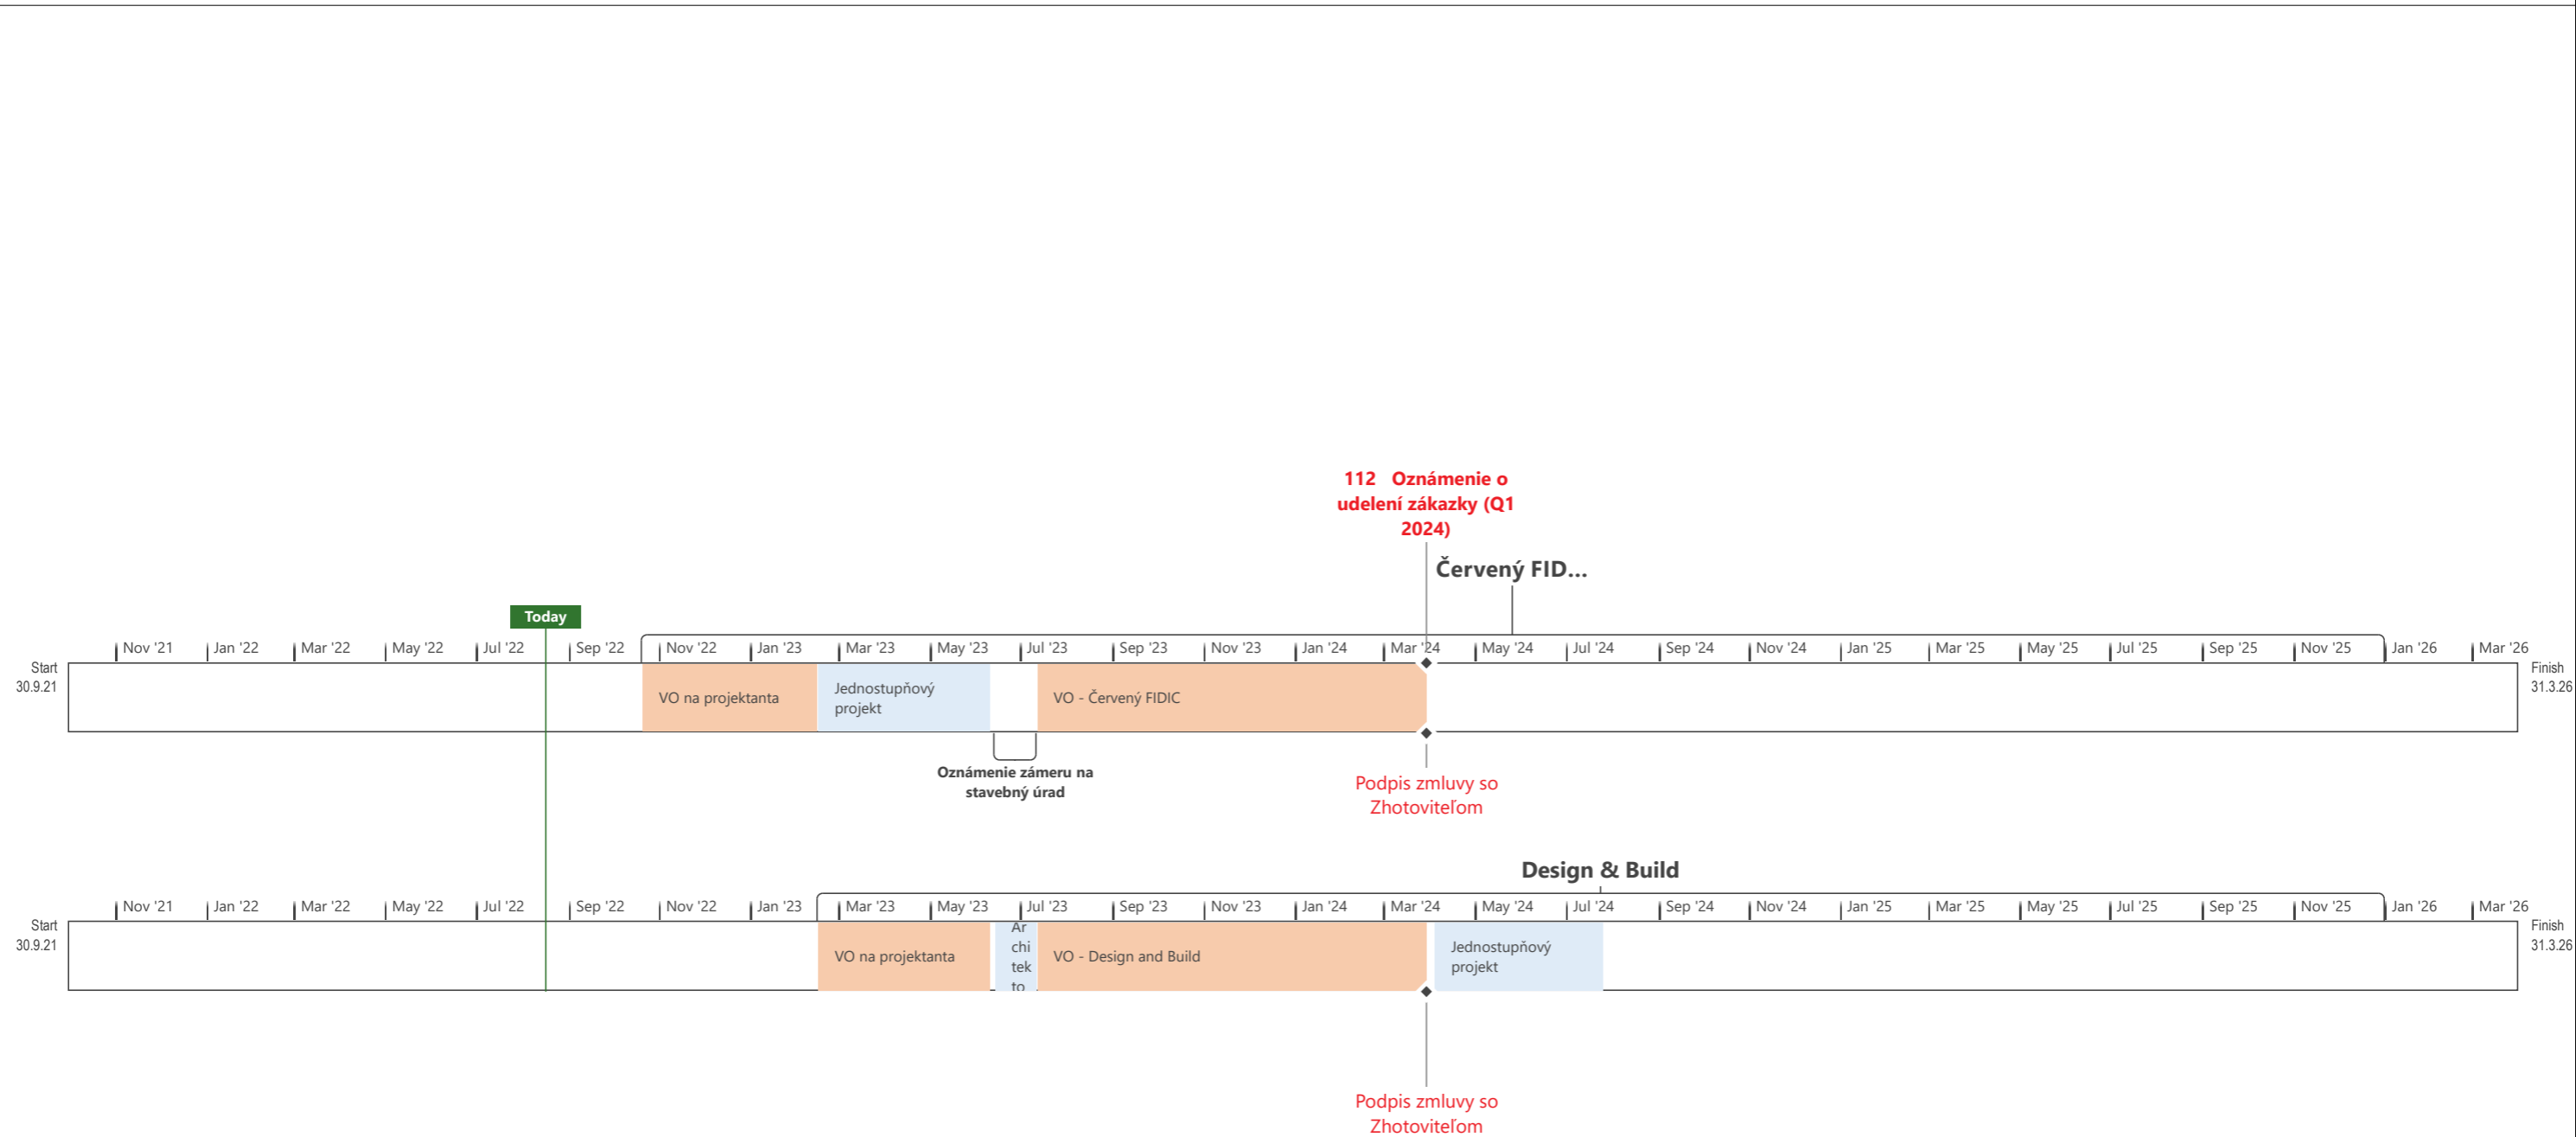 112 Oznámenie o
udelení zákazky (Q1
2024)
Červený FID...
Today
Nov '21 Jan '22 Mar '22 May '22 Jul '22 Sep '22 Nov '22 Jan '23 Mar '23 May '23 Jul '23 Sep '23 Nov '23 Jan '24 Mar '24 May '24 Jul '24 Sep '24 Nov '24 Jan '25 Mar '25 May '25 Jul '25 Sep '25 Nov '25 Jan '26 Mar '26
Start
30.9.21
VO na projektanta
Jednostupňový
projekt
VO - Červený FIDIC
Finish
31.3.26
Oznámenie zámeru na
stavebný úrad
Podpis zmluvy so
Zhotoviteľom
Design & Build
Nov '21 Jan '22 Mar '22 May '22 Jul '22 Sep '22 Nov '22 Jan '23 Mar '23 May '23 Jul '23 Sep '23 Nov '23 Jan '24 Mar '24 May '24 Jul '24 Sep '24 Nov '24 Jan '25 Mar '25 May '25 Jul '25 Sep '25 Nov '25 Jan '26 Mar '26
Start
30.9.21
VO na projektanta
Ar
chi
tek
to
VO - Design and Build
Jednostupňový
projekt
Finish
31.3.26
Podpis zmluvy so
Zhotoviteľom